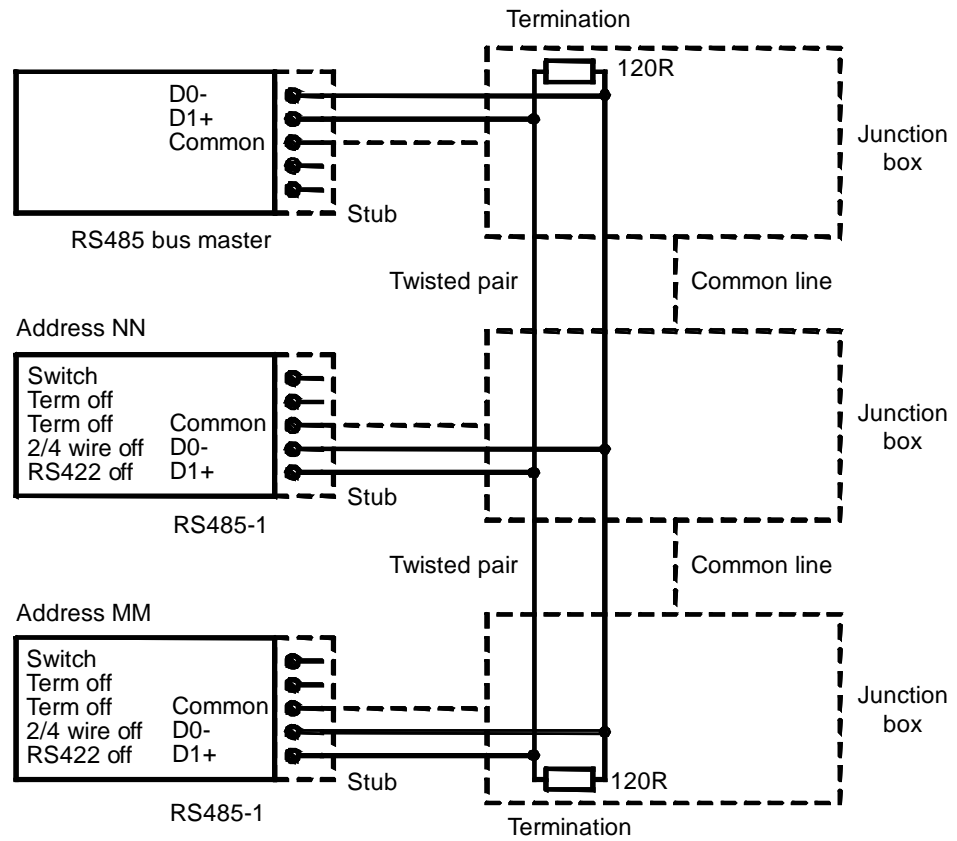 Termination
120R
D0-
D1+
Common
Junction
box
Stub
RS485 bus master
Twisted pair
Common line
Address NN
Switch
Term off
Term off Common
2/4 wire off D0-
RS422 off D1+
Junction
box
Stub
RS485-1
Twisted pair
Common line
Address MM
Switch
Term off
Term off Common
2/4 wire off D0-
RS422 off D1+
Junction
box
Stub
120R
RS485-1
Termination